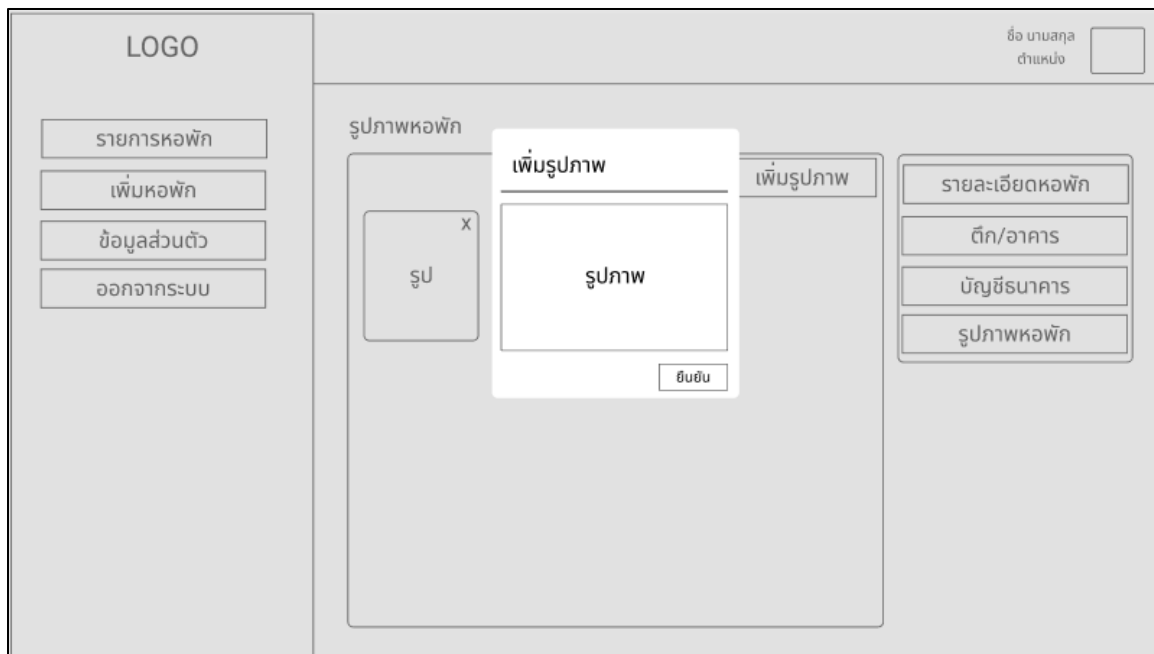 LOGO
ชื่อ นามสกุล
ตำแหน่ง
รายการหอพัก
เพิ่มหอพัก
ข้อมูลส่วนตัว
ออกจากระบบ
รูปภาพหอพัก
เพิ่มรูปภาพ
X
รูป
เพิ่มรูปภาพ
รูปภาพ
ยืนยัน
รายละเอียดหอพัก
ตึก/อาคาร
บัญชีธนาคาร
รูปภาพหอพัก